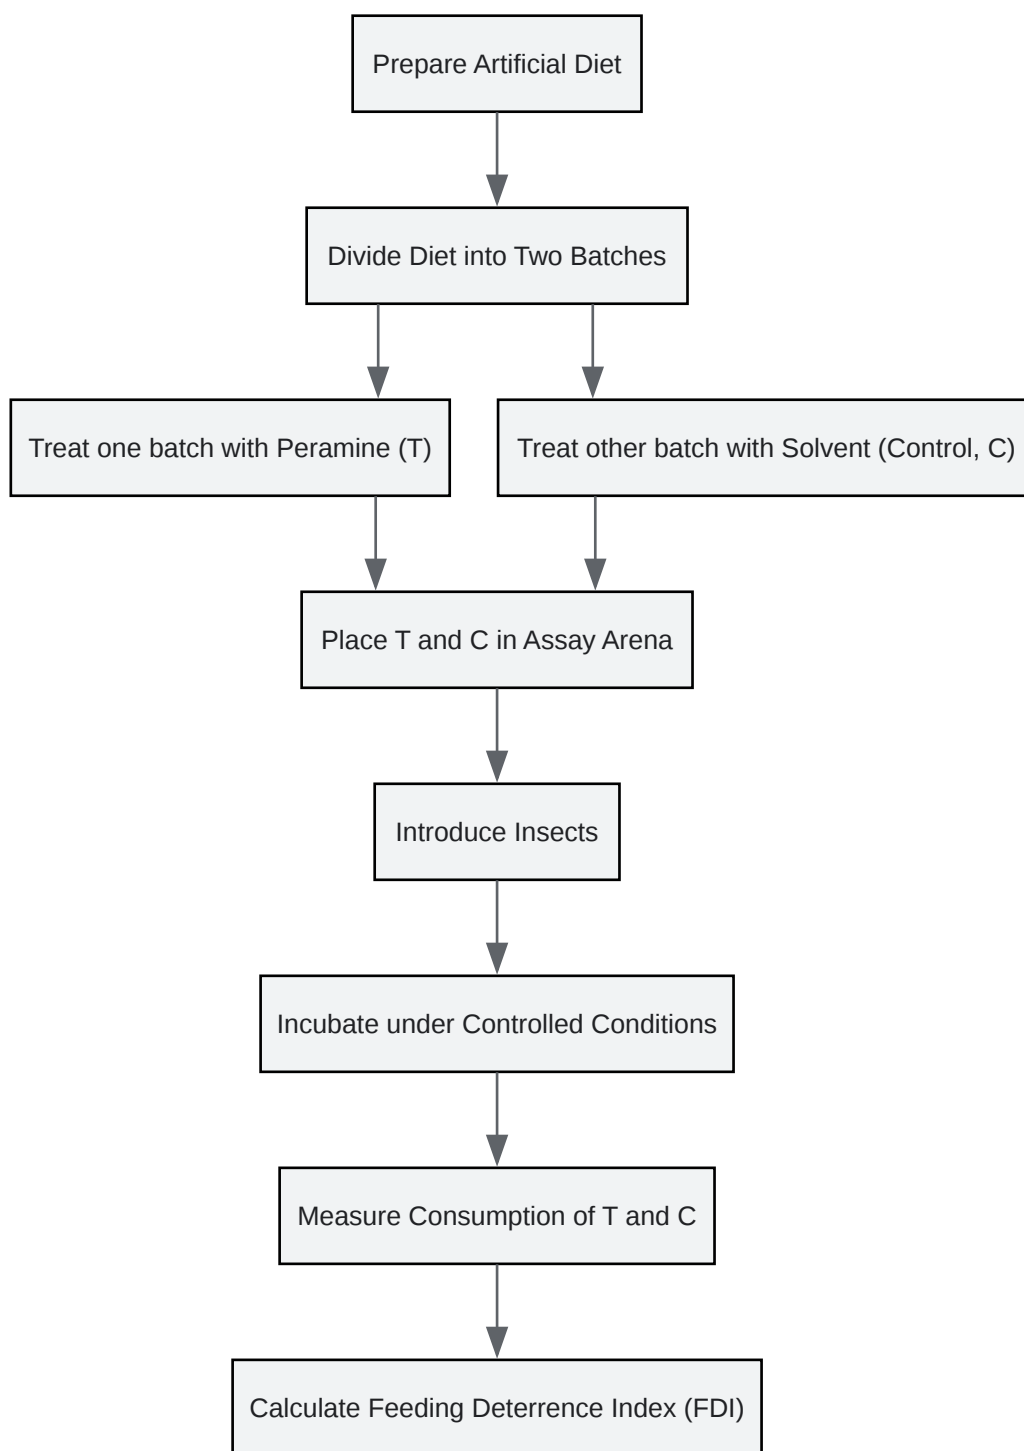 Prepare Artificial Diet
Divide Diet into Two Batches
Treat one batch with Peramine (T)
Treat other batch with Solvent (Control, C)
Place T and C in Assay Arena
Introduce Insects
Incubate under Controlled Conditions
Measure Consumption of T and C
Calculate Feeding Deterrence Index (FDI)